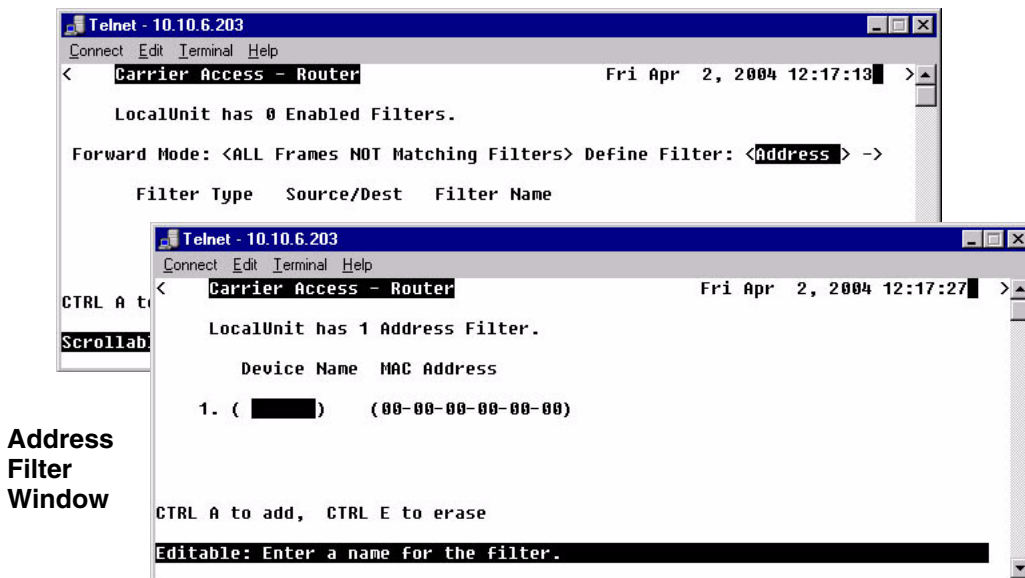 Telnet - 10.10.6.203
Connect Edit Terminal Help
< Carrier Access - Router Fri Apr 2, 2004 12:17:13 >
LocalUnit has 0 Enabled Filters.
Forward Mode: <ALL Frames NOT Matching Filters> Define Filter: <Address > ->
Filter Type Source/Dest Filter Name
CTRL A
Telnet - 10.10.6.203
Connect Edit Terminal Help
< Carrier Access - Router Fri Apr 2, 2004 12:17:27 >
LocalUnit has 1 Address Filter.
Device Name MAC Address
1. ( ) (00-00-00-00-00-00)
CTRL A to add, CTRL E to erase
Editable: Enter a name for the filter.
Address
Filter
Window